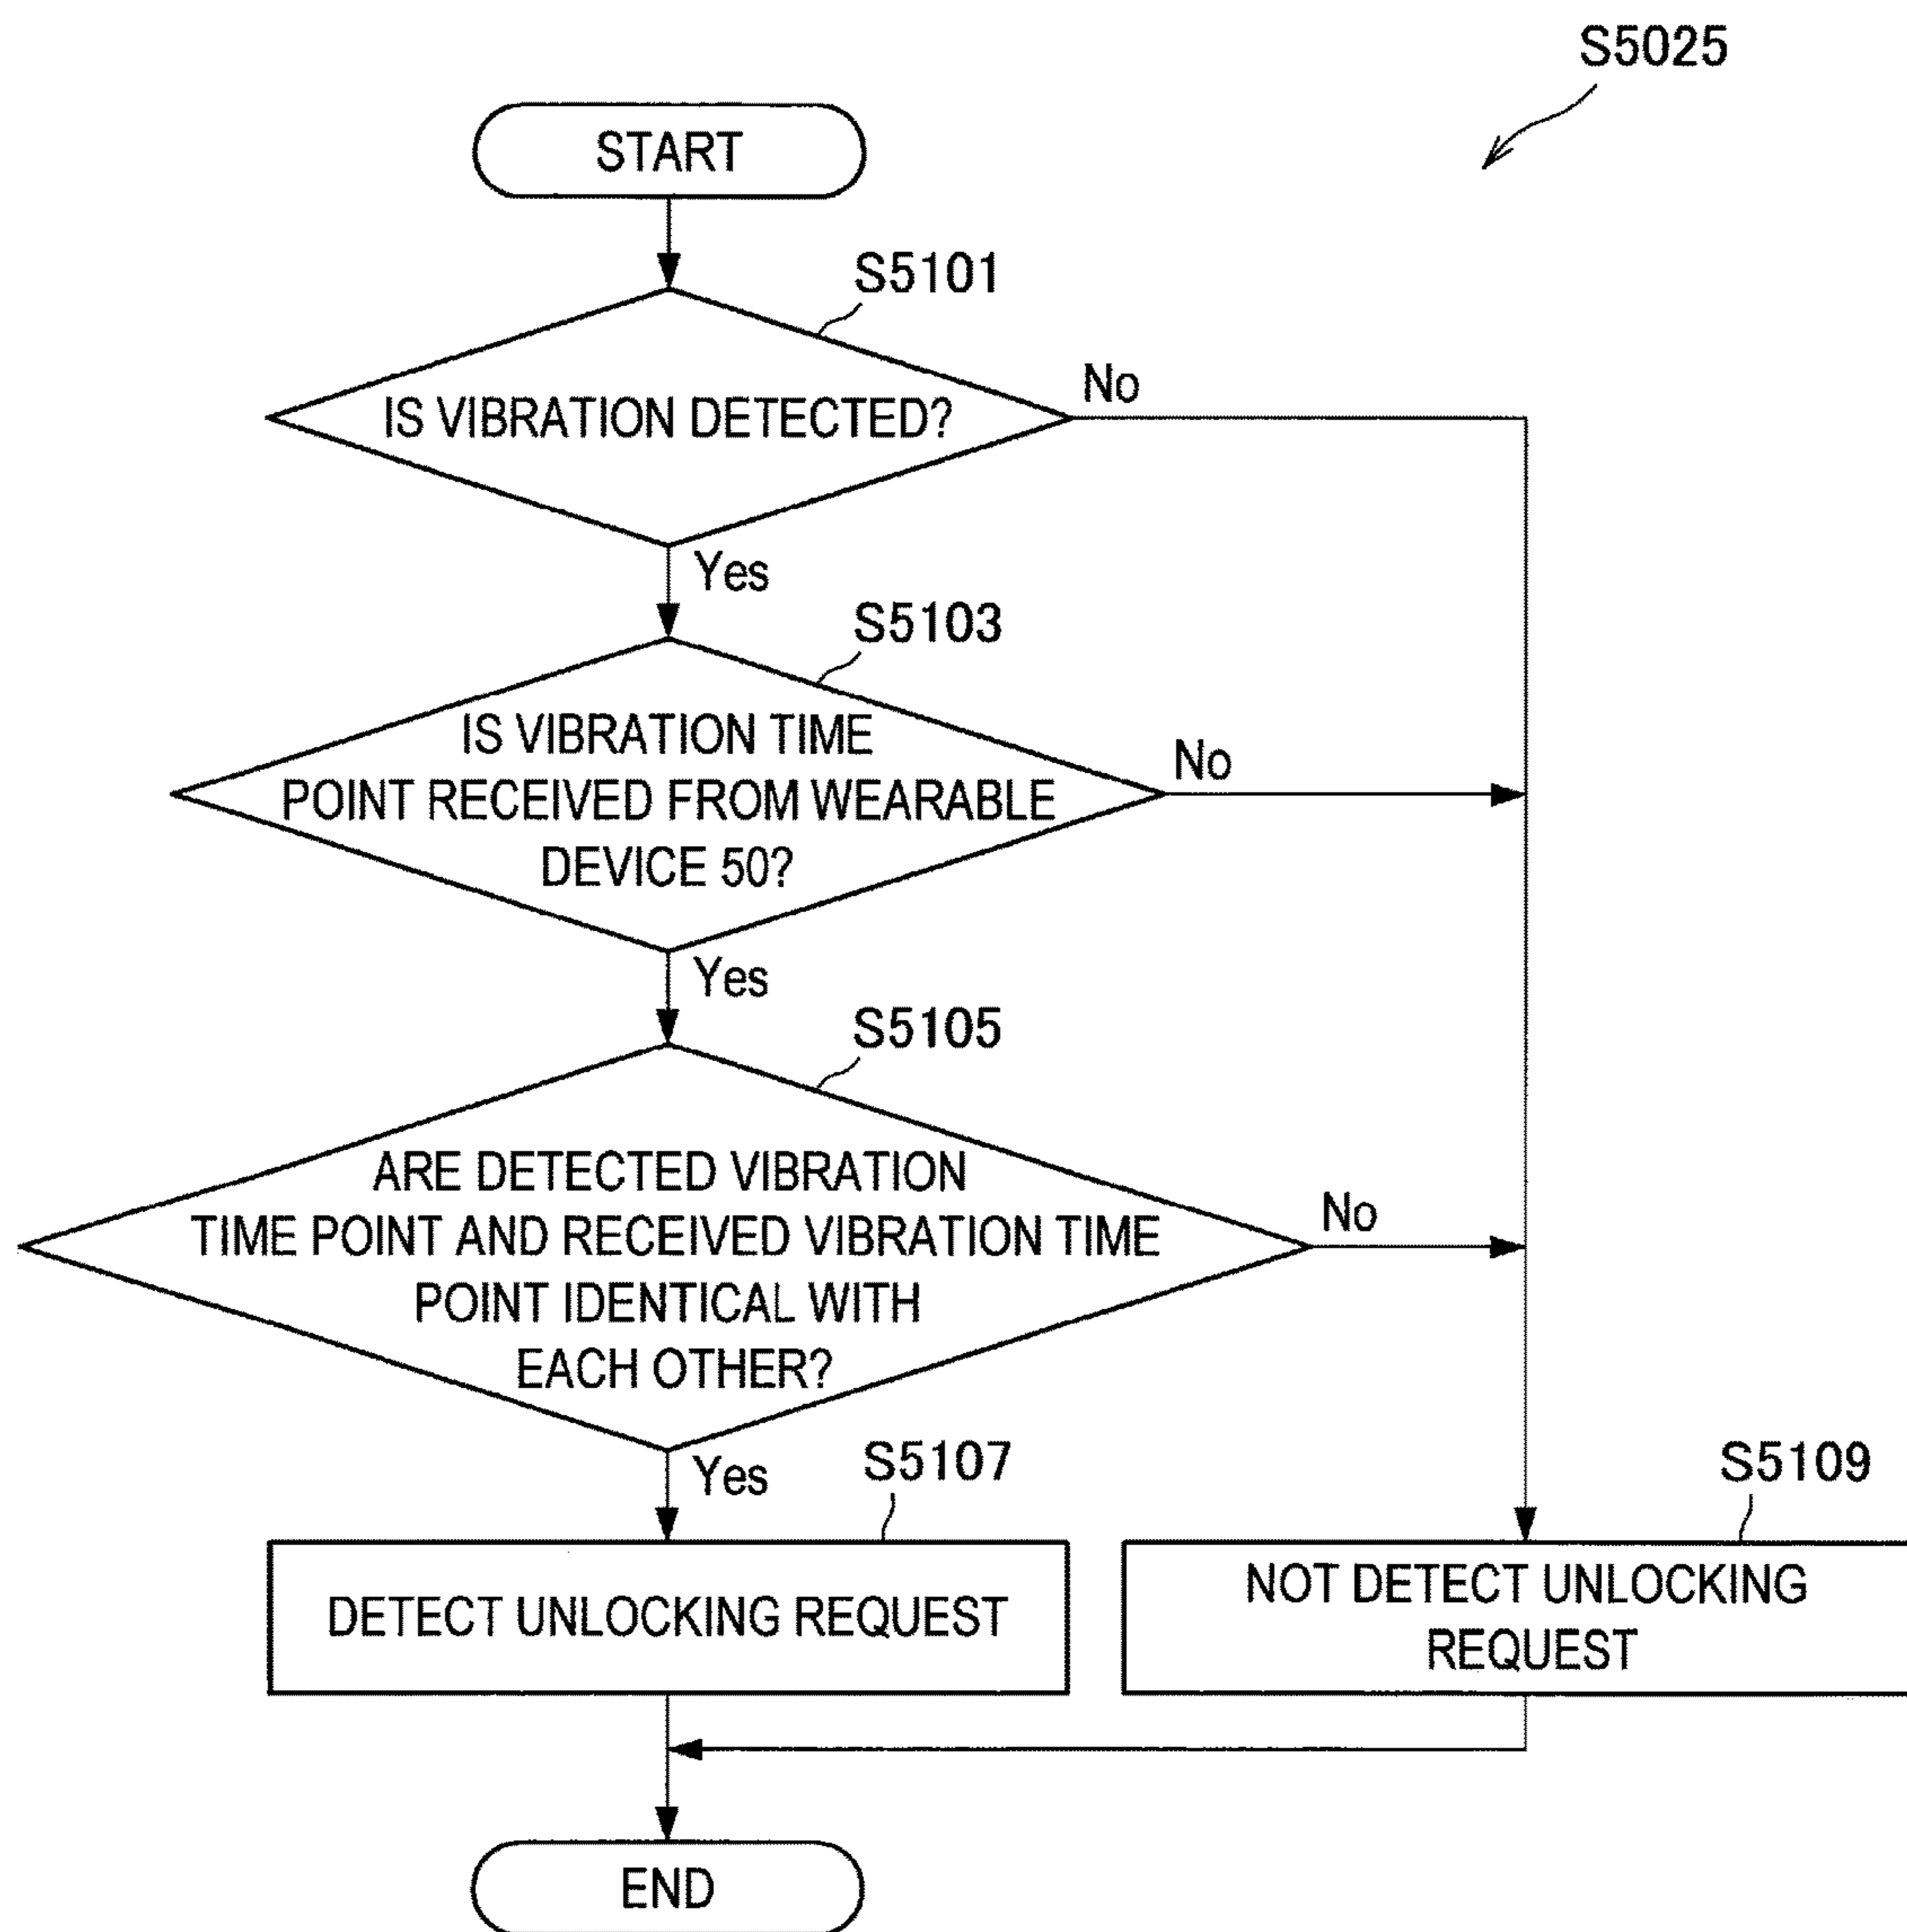 S5025
START
S5101
IS VIBRATION DETECTED?
No
Yes
S5103
IS VIBRATION TIME
POINT RECEIVED FROM WEARABLE
DEVICE 50?
No
Yes
S5105
ARE DETECTED VIBRATION
TIME POINT AND RECEIVED VIBRATION TIME
POINT IDENTICAL WITH
EACH OTHER?
No
Yes
S5107
DETECT UNLOCKING REQUEST
S5109
NOT DETECT UNLOCKING
REQUEST
END